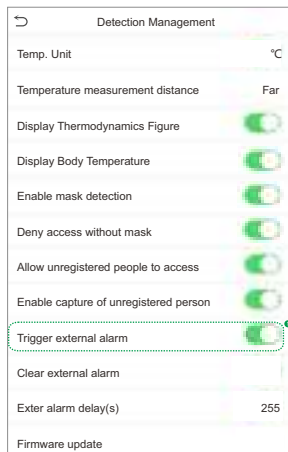 Detection Management
Temp. Unit ℃
Temperature measurement distance Far
Display Thermodynamics Figure
Display Body Temperature
Enable mask detection
Deny access without mask
Allow unregistered people to access
Enable capture of unregistered person
Trigger external alarm
Clear external alarm
Exter alarm delay(s) 255
Firmware update